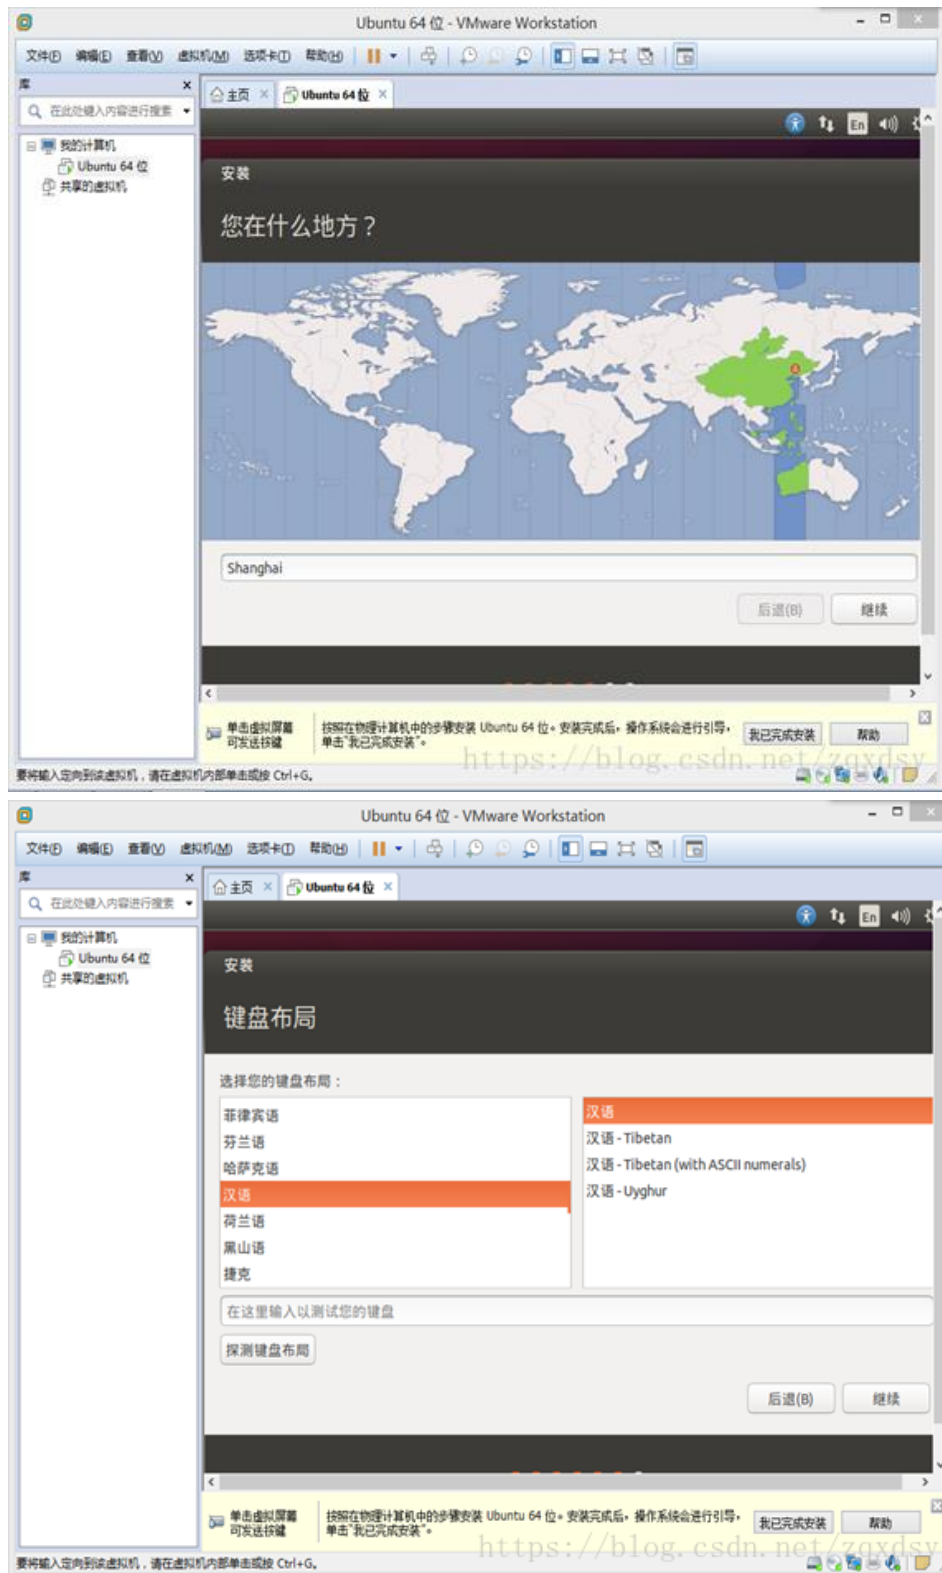 Ubuntu 64 位 - VMware Workstation
文件(F) 编辑(E) 查看(V) 虚拟机(M) 选项卡(T) 帮助(H)
库
主页 Ubuntu 64 位
在此处键入内容进行搜索
En
我的计算机
Ubuntu 64 位
共享的虚拟机
安装
您在什么地方？
Shanghai
后退(B) 继续
单击虚拟屏幕
可发送按键
按照在物理计算机中的步骤安装 Ubuntu 64 位。安装完成后，操作系统会进行引导，
单击"我已完成安装"。
我已完成安装 帮助
https://blog.csdn.net/zqxdsy
要将输入定向到该虚拟机，请在虚拟机内部单击或按 Ctrl+G。
Ubuntu 64 位 - VMware Workstation
文件(F) 编辑(E) 查看(V) 虚拟机(M) 选项卡(T) 帮助(H)
库
主页 Ubuntu 64 位
在此处键入内容进行搜索
En
我的计算机
Ubuntu 64 位
共享的虚拟机
安装
键盘布局
选择您的键盘布局：
菲律宾语
芬兰语
哈萨克语
汉语
荷兰语
黑山语
捷克
汉语
汉语 - Tibetan
汉语 - Tibetan (with ASCII numerals)
汉语 - Uyghur
在这里输入以测试您的键盘
探测键盘布局
后退(B) 继续
单击虚拟屏幕
可发送按键
按照在物理计算机中的步骤安装 Ubuntu 64 位。安装完成后，操作系统会进行引导，
单击"我已完成安装"。
我已完成安装 帮助
https://blog.csdn.net/zqxdsy
要将输入定向到该虚拟机，请在虚拟机内部单击或按 Ctrl+G。